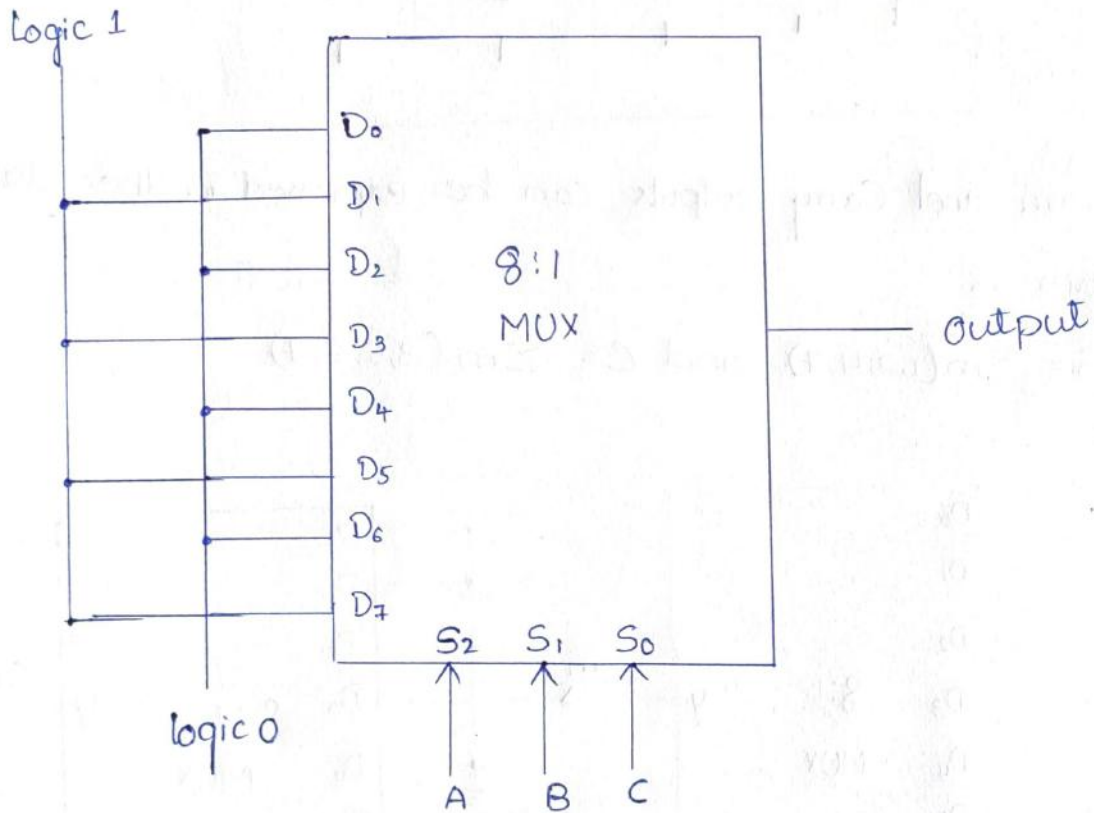 Logic 1
D0
D1
D2
8:1
D3
MUX
output
D4
D5
D6
D7
S2 S1 S0
logic 0
A B C